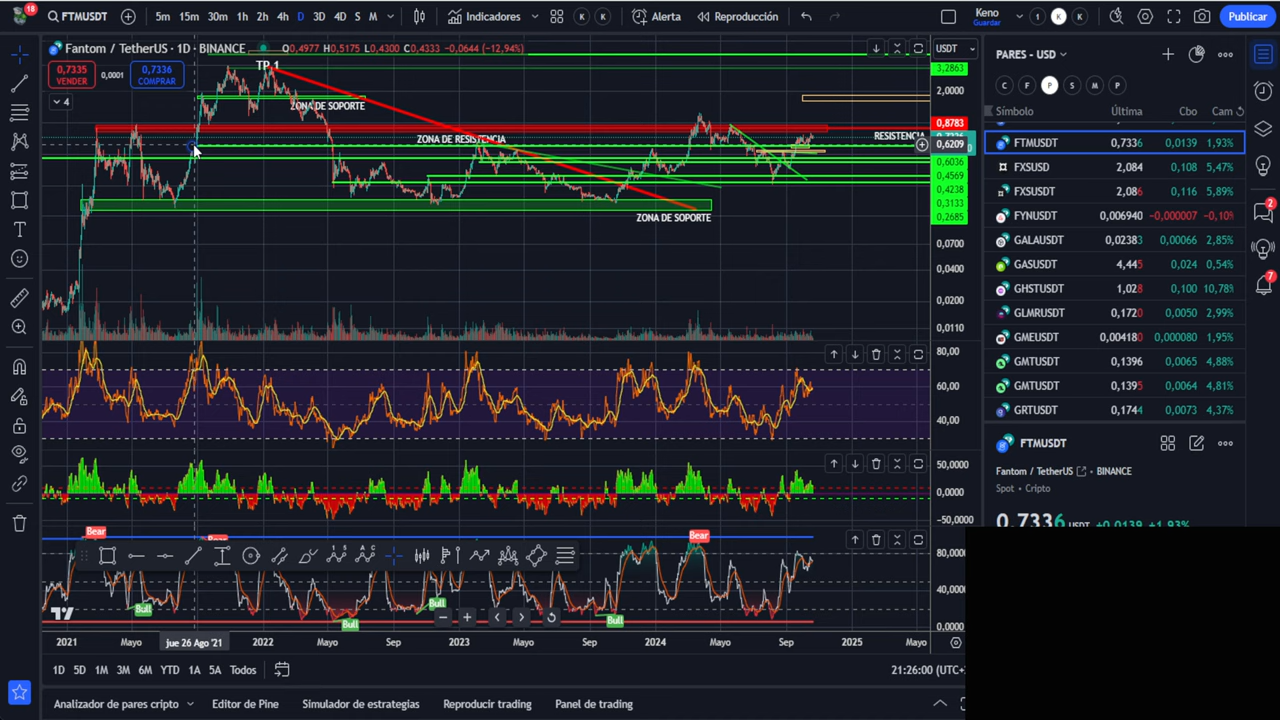 18
FTMUSDT
5m 15m 30m 1h 2h 4h D 3D 4D S M
Indicadores
Alerta
Reproducción
Keno
Guardar
1 K K
Publicar
Fantom / TetherUS · 1D · BINANCE
O0,4977 H0,5175 L0,4300 C0,4333 -0,0644 (-12,94%)
USDT
0,7335
VENDER
0,0001
0,7336
COMPRAR
4
TP 1
ZONA DE SOPORTE
ZONA DE RESISTENCIA
RESISTENCIA
ZONA DE SOPORTE
3,2863
2,0000
0,8783
0,6209
0,6036
0,4569
0,4238
0,3133
0,2685
0,0700
0,0400
0,0200
0,0110
80,00
60,00
40,00
50,0000
0,0000
-50,0000
80,0000
40,0000
0,0000
Bear
Bear
Bull
Bull
Bull
Bull
2021 Mayo jue 26 Ago '21 2022 Mayo Sep 2023 Mayo Sep 2024 Mayo Sep 2025 Mayo
1D 5D 1M 3M 6M YTD 1A 5A Todos
21:26:00 (UTC+
Analizador de pares cripto
Editor de Pine
Simulador de estrategias
Reproducir trading
Panel de trading
PARES - USD
C F P S M P
Símbolo Última Cbo Cam
FTMUSDT 0,7336 0,0139 1,93%
FXSUSD 2,084 0,108 5,47%
FXSUSDT 2,086 0,116 5,89%
FYNUSDT 0,006940 -0,000007 -0,10%
GALAUSDT 0,02383 0,00066 2,85%
GASUSDT 4,445 0,024 0,54%
GHSTUSDT 1,028 0,100 10,78%
GLMRUSDT 0,1720 0,0050 2,99%
GMEUSDT 0,004180 0,000080 1,95%
GMTUSDT 0,1396 0,0065 4,88%
GMTUSDT 0,1395 0,0064 4,81%
GRTUSDT 0,1744 0,0073 4,37%
FTMUSDT
Fantom / TetherUS · BINANCE
Spot · Cripto
0,7336 USDT +0,0139 +1,93%
2
7